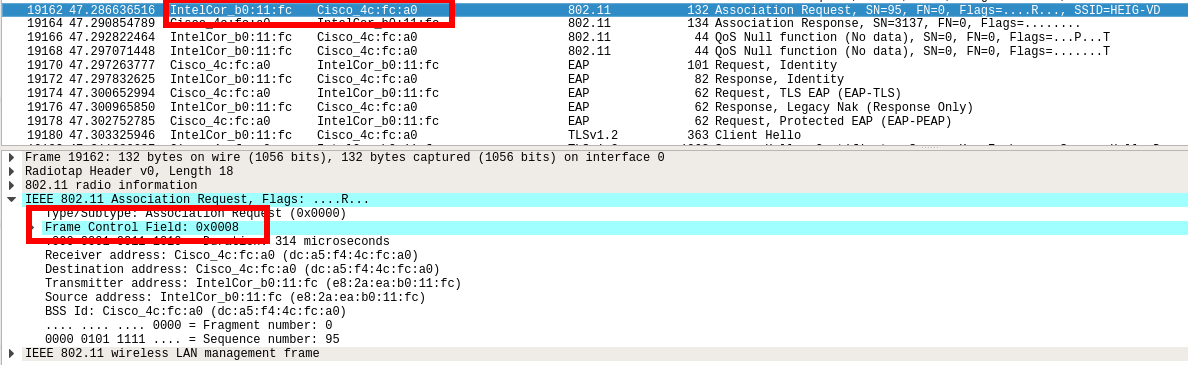 19162 47.286636516 IntelCor_b0:11:fc Cisco_4c:fc:a0 802.11 132 Association Request, SN=95, FN=0, Flags=....R..., SSID=HEIG-VD
19164 47.290854789 Cisco_4c:fc:a0 IntelCor_b0:11:fc 802.11 134 Association Response, SN=3137, FN=0, Flags=........
19166 47.292822464 IntelCor_b0:11:fc Cisco_4c:fc:a0 802.11 44 QoS Null function (No data), SN=0, FN=0, Flags=...P...T
19168 47.297071448 IntelCor_b0:11:fc Cisco_4c:fc:a0 802.11 44 QoS Null function (No data), SN=0, FN=0, Flags=.......T
19170 47.297263777 Cisco_4c:fc:a0 IntelCor_b0:11:fc EAP 101 Request, Identity
19172 47.297832625 IntelCor_b0:11:fc Cisco_4c:fc:a0 EAP 82 Response, Identity
19174 47.300652994 Cisco_4c:fc:a0 IntelCor_b0:11:fc EAP 62 Request, TLS EAP (EAP-TLS)
19176 47.300965850 IntelCor_b0:11:fc Cisco_4c:fc:a0 EAP 62 Response, Legacy Nak (Response Only)
19178 47.302752785 Cisco_4c:fc:a0 IntelCor_b0:11:fc EAP 62 Request, Protected EAP (EAP-PEAP)
19180 47.303325946 IntelCor_b0:11:fc Cisco_4c:fc:a0 TLSv1.2 363 Client Hello
Frame 19162: 132 bytes on wire (1056 bits), 132 bytes captured (1056 bits) on interface 0
Radiotap Header v0, Length 18
802.11 radio information
IEEE 802.11 Association Request, Flags: ....R...
Type/Subtype: Association Request (0x0000)
Frame Control Field: 0x0008
.000 0001 0011 1010 = Duration: 314 microseconds
Receiver address: Cisco_4c:fc:a0 (dc:a5:f4:4c:fc:a0)
Destination address: Cisco_4c:fc:a0 (dc:a5:f4:4c:fc:a0)
Transmitter address: IntelCor_b0:11:fc (e8:2a:ea:b0:11:fc)
Source address: IntelCor_b0:11:fc (e8:2a:ea:b0:11:fc)
BSS Id: Cisco_4c:fc:a0 (dc:a5:f4:4c:fc:a0)
.... .... .... 0000 = Fragment number: 0
0000 0101 1111 .... = Sequence number: 95
IEEE 802.11 wireless LAN management frame